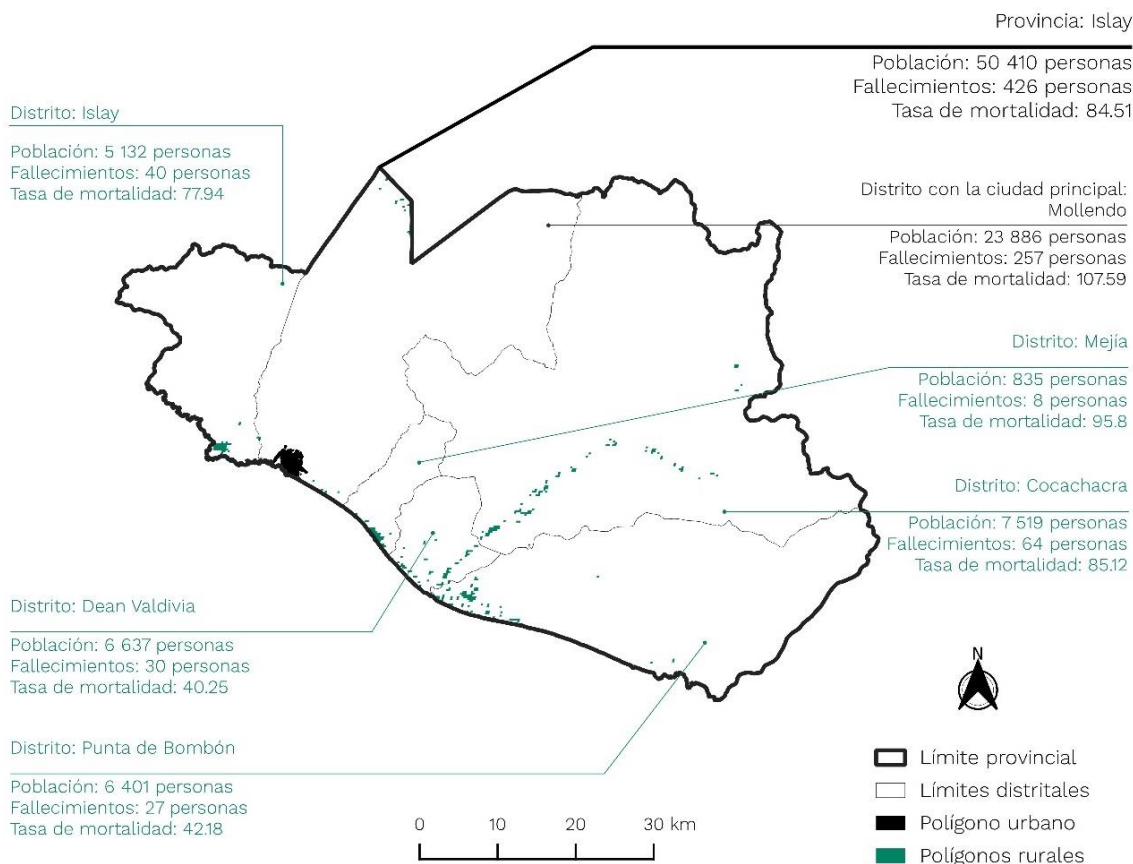 Provincia: Islay
Población: 50 410 personas
Fallecimientos: 426 personas
Tasa de mortalidad: 84.51
Distrito: Islay
Población: 5 132 personas
Fallecimientos: 40 personas
Tasa de mortalidad: 77.94
Distrito con la ciudad principal:
Mollendo
Población: 23 886 personas
Fallecimientos: 257 personas
Tasa de mortalidad: 107.59
Distrito: Mejía
Población: 835 personas
Fallecimientos: 8 personas
Tasa de mortalidad: 95.8
Distrito: Cocachacra
Población: 7 519 personas
Fallecimientos: 64 personas
Tasa de mortalidad: 85.12
Distrito: Dean Valdivia
Población: 6 637 personas
Fallecimientos: 30 personas
Tasa de mortalidad: 40.25
Distrito: Punta de Bombón
Población: 6 401 personas
Fallecimientos: 27 personas
Tasa de mortalidad: 42.18
N
Límite provincial
Límites distritales
Polígono urbano
Polígonos rurales
0 10 20 30 km